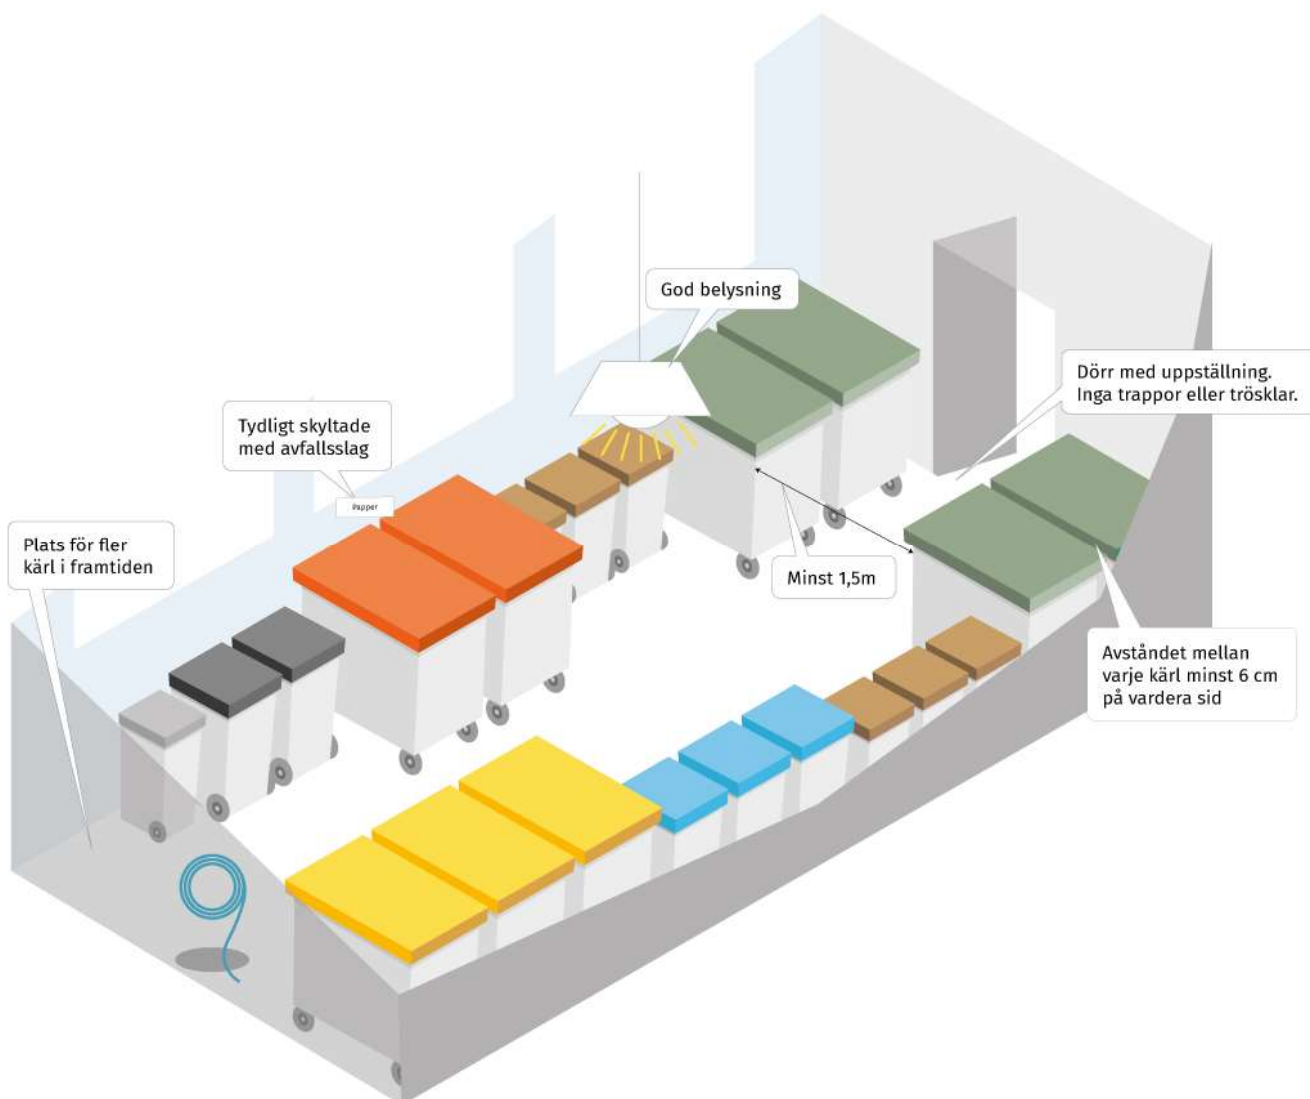 God belysning
Dörr med uppställning.
Inga trappor eller trösklar.
Tydligt skyltade
med avfallsslag
Papper
Plats för fler
kärl i framtiden
Minst 1,5m
Avståndet mellan
varje kärl minst 6 cm
på vardera sid